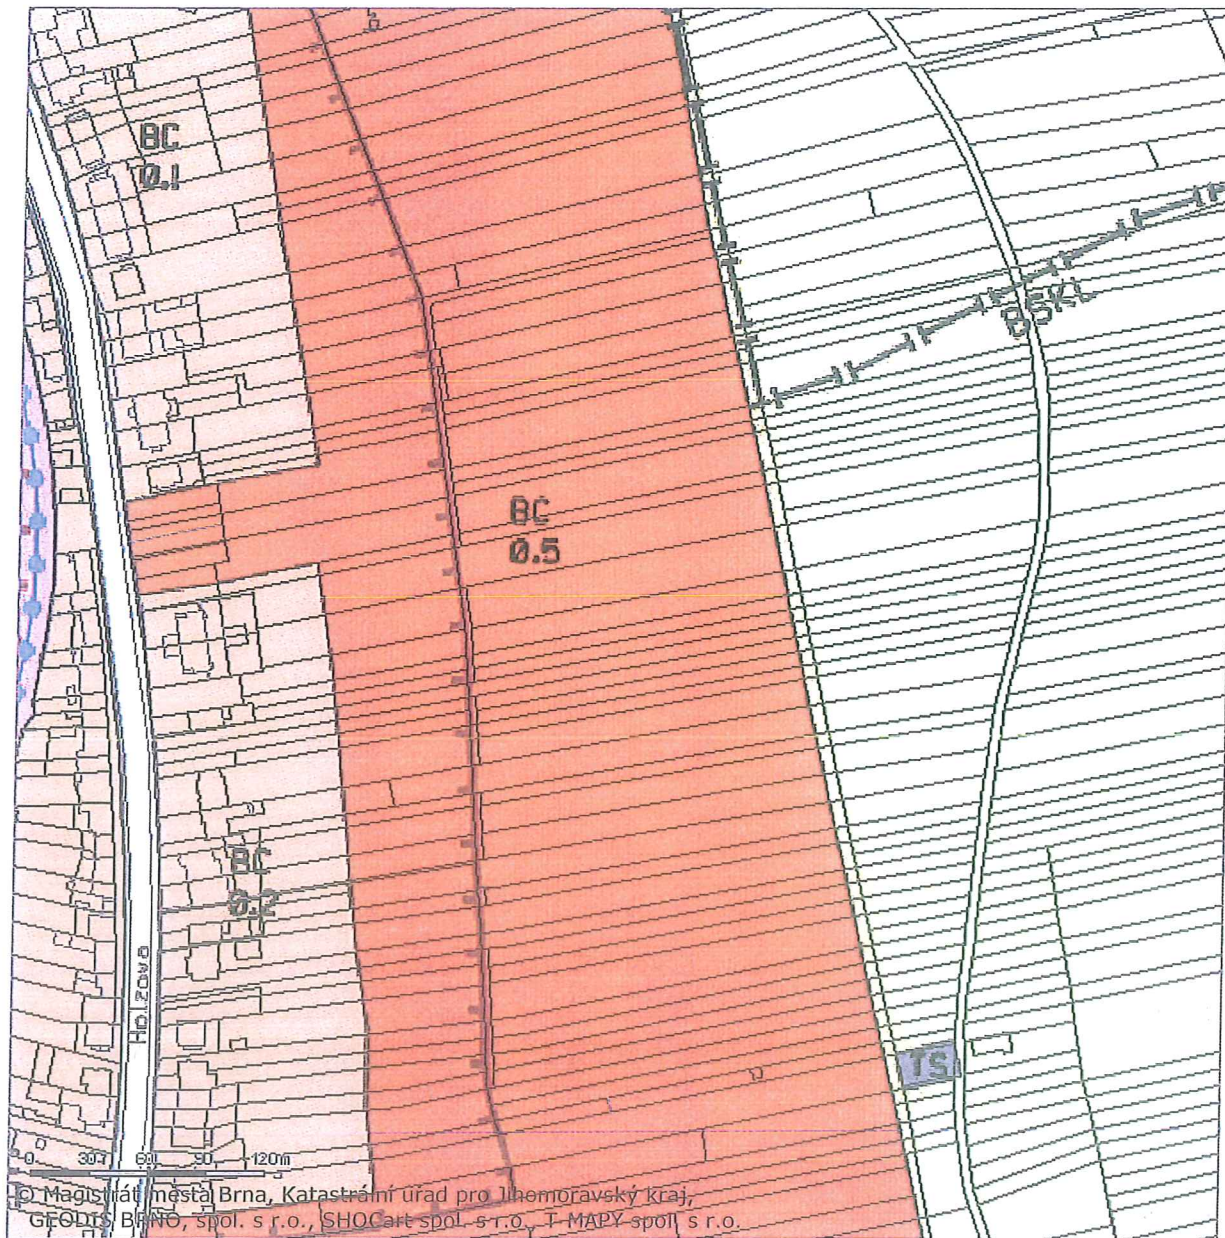 BC
0.1
BSKL
BC
0.5
BC
0.2
Holzova
TS
0 30 60 90 120m
© Magistrát města Brna, Katastrální úřad pro Jihomoravský kraj,
GEODIS BRNO, spol. s r.o., SHOCart spol. s r.o., T-MAPY spol. s r.o.